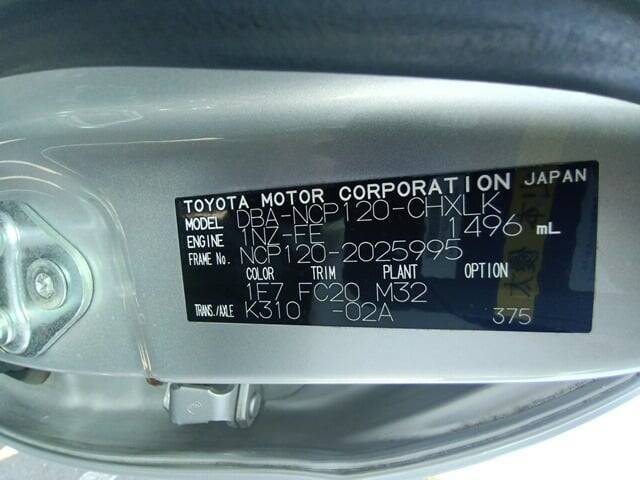 TOYOTA MOTOR CORPORATION JAPAN
MODEL DBA-NCP120-CHXLK
ENGINE 1NZ-FE 1496 mL
FRAME No. NCP120-2025995
COLOR TRIM PLANT OPTION
1F7 FC20 M32
TRANS./AXLE K310 -02A 375